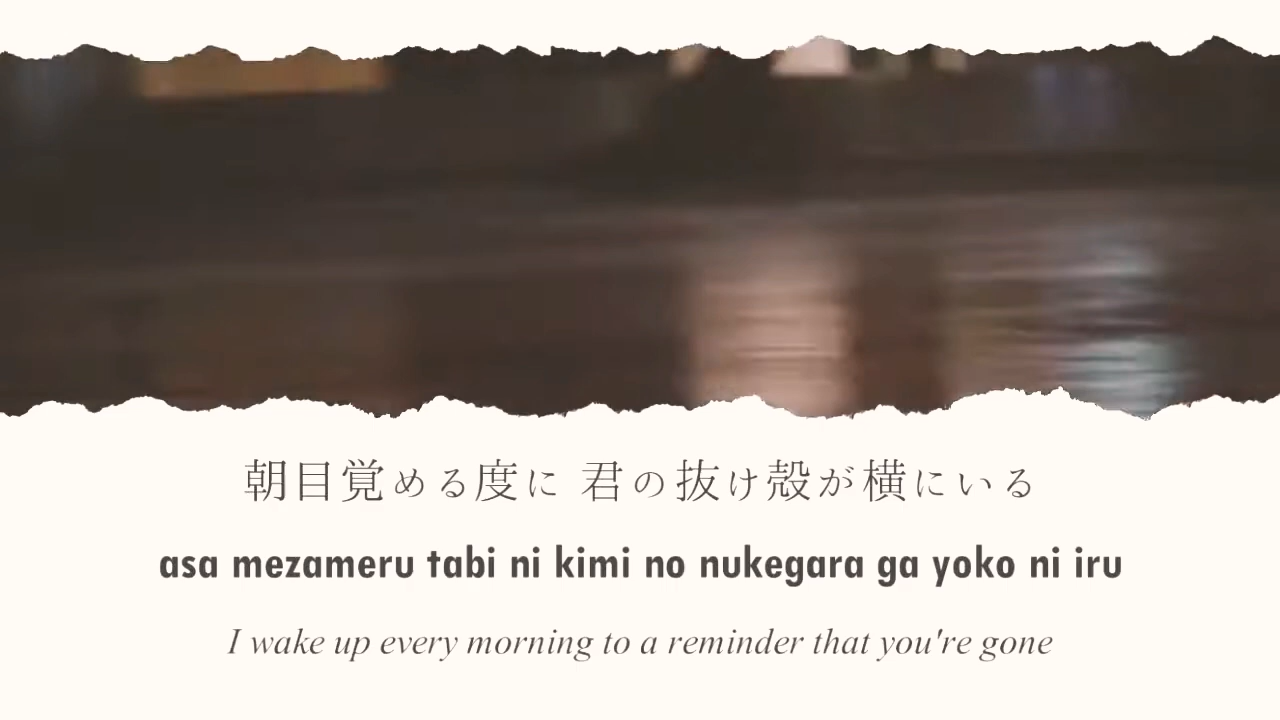 朝目覚める度に 君の抜け殻が横にいる
asa mezameru tabi ni kimi no nukegara ga yoko ni iru
I wake up every morning to a reminder that you're gone